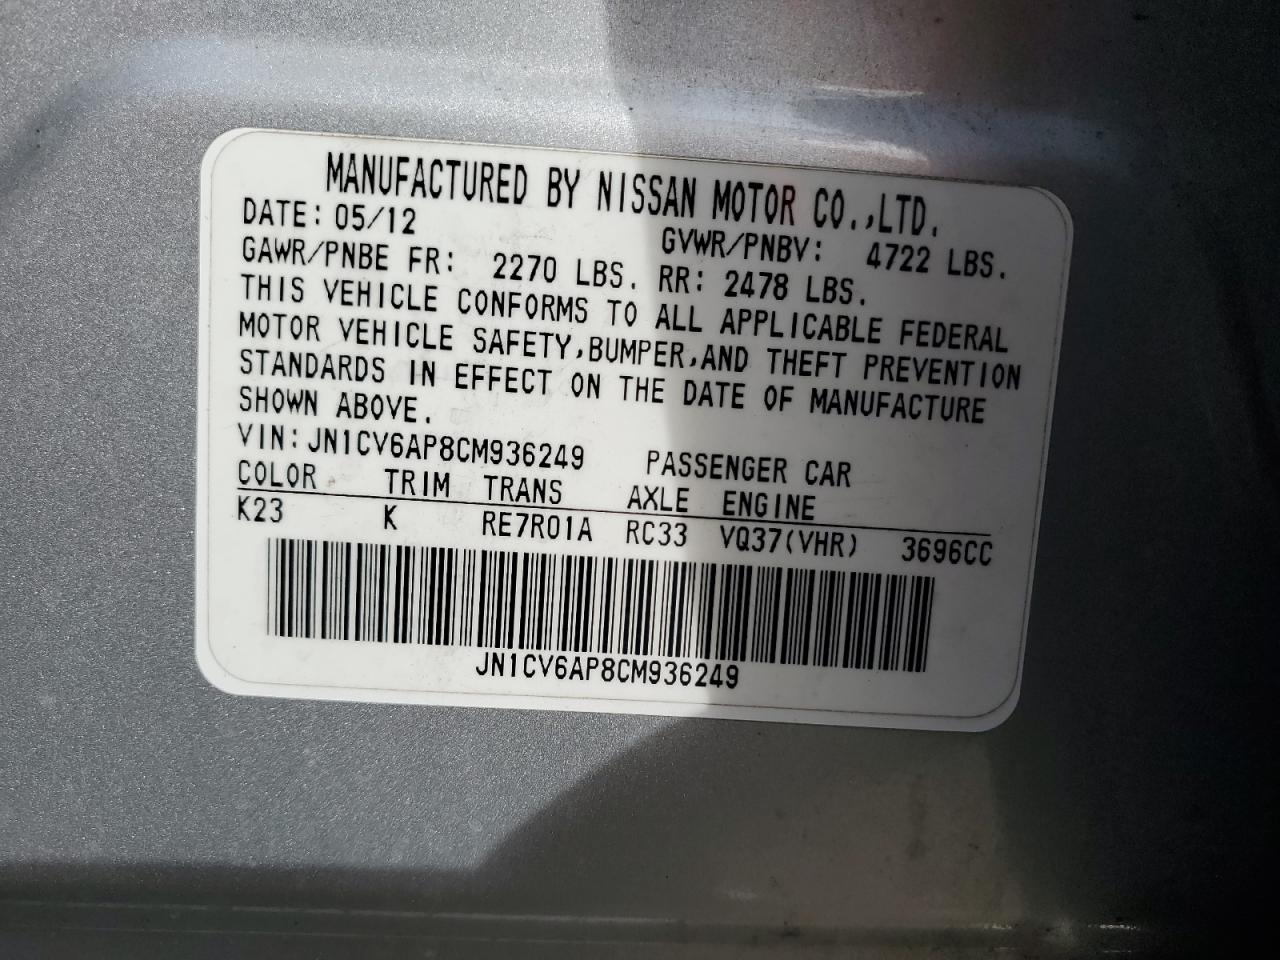 MANUFACTURED BY NISSAN MOTOR CO.,LTD.
DATE: 05/12 GVWR/PNBV: 4722 LBS.
GAWR/PNBE FR: 2270 LBS. RR: 2478 LBS.
THIS VEHICLE CONFORMS TO ALL APPLICABLE FEDERAL
MOTOR VEHICLE SAFETY,BUMPER,AND THEFT PREVENTION
STANDARDS IN EFFECT ON THE DATE OF MANUFACTURE
SHOWN ABOVE.
VIN: JN1CV6AP8CM936249 PASSENGER CAR
COLOR TRIM TRANS AXLE ENGINE
K23 K RE7R01A RC33 VQ37(VHR) 3696CC
JN1CV6AP8CM936249